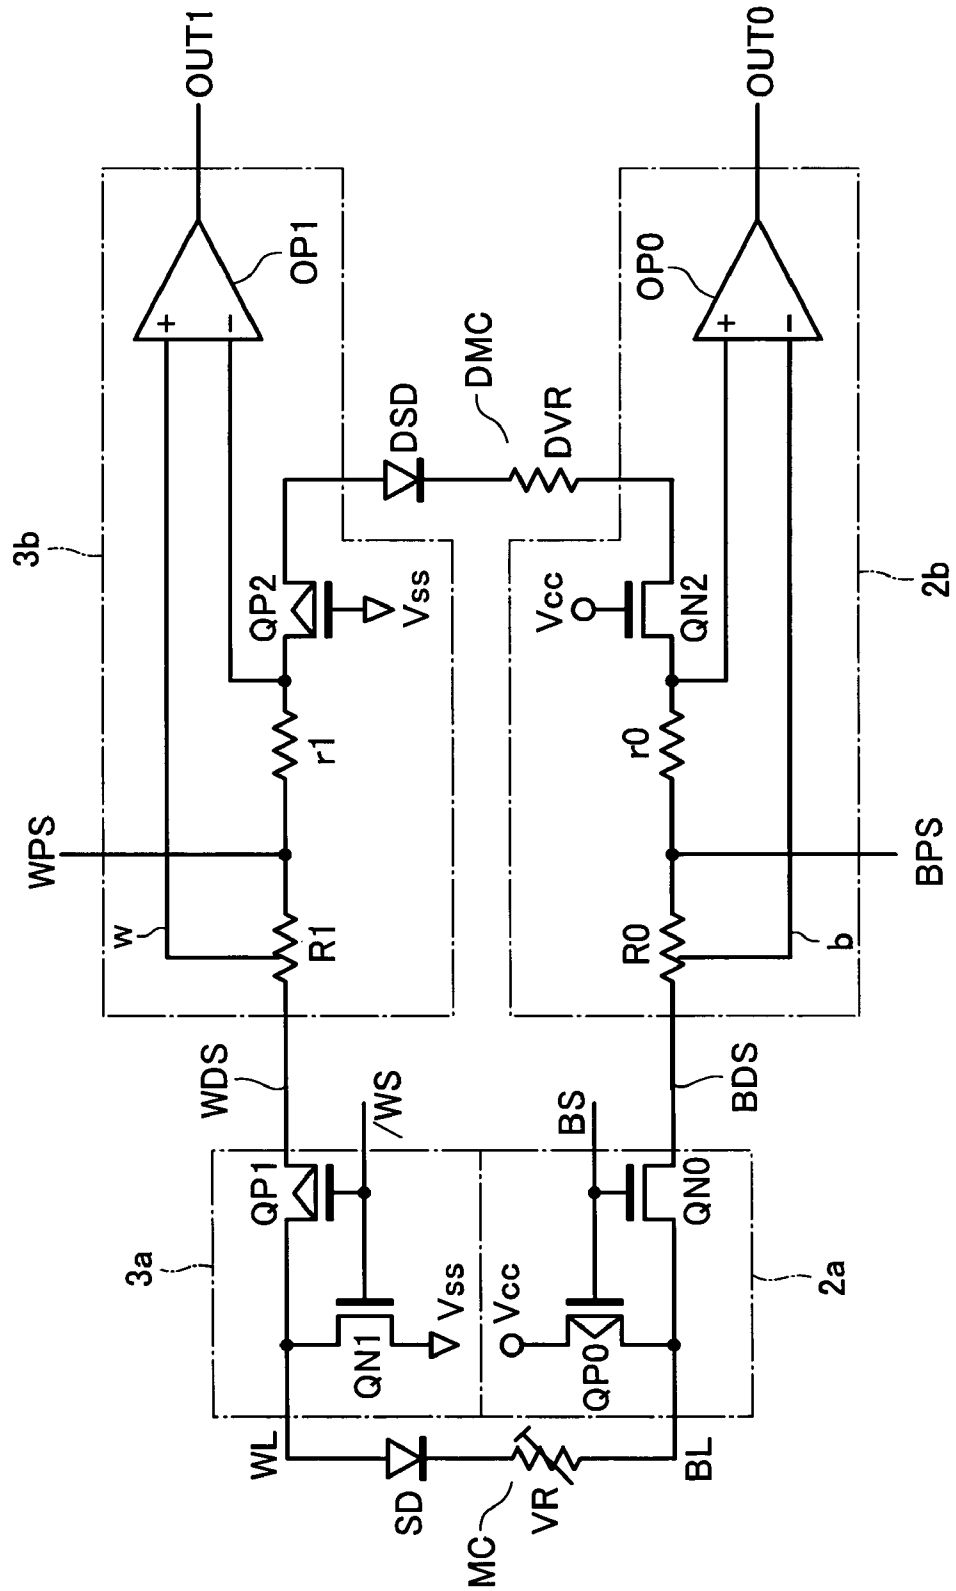 OUT1
OUT0
OP1
OP0
+
−
+
−
3b
2b
DSD
DMC
DVR
QP2
Vss
Vcc
QN2
r1
r0
WPS
BPS
w
R1
R0
b
WDS
/WS
BS
BDS
QP1
QN0
3a
2a
Vss
Vcc
QN1
QP0
WL
BL
SD
VR
MC